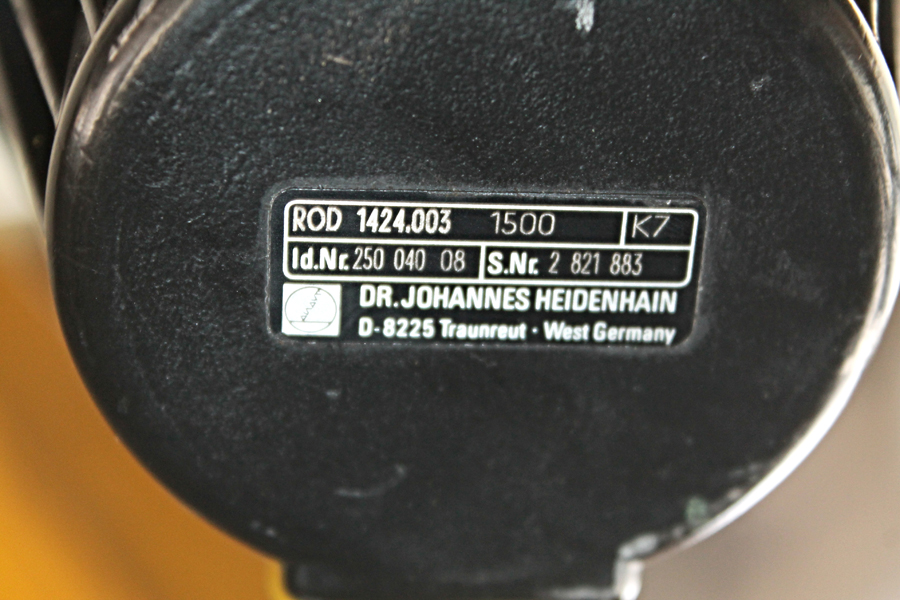 ROD 1424.003 1500 K7
Id.Nr. 250 040 08 S.Nr. 2 821 883
DR. JOHANNES HEIDENHAIN
D-8225 Traunreut · West Germany